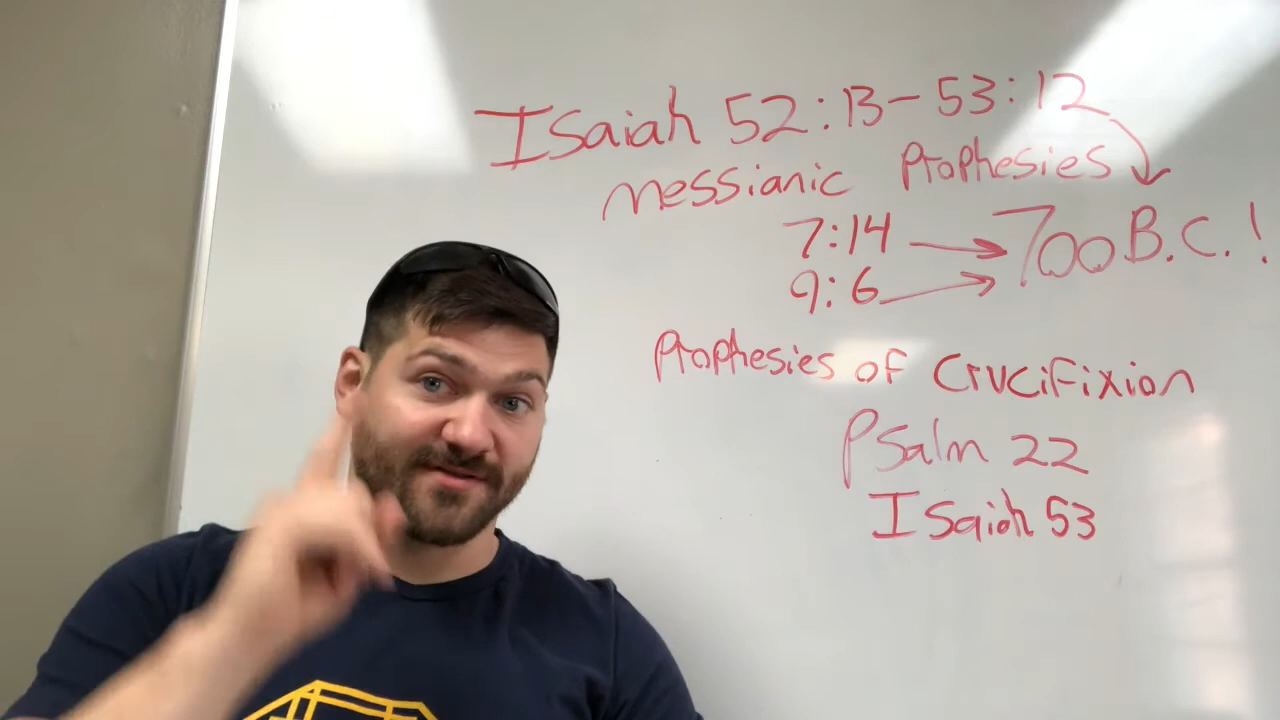 Isaiah 52:13-53:12
messianic Prophesies
7:14 → 700 B.C.!
9:6 →
Prophesies of Crucifixion
Psalm 22
Isaiah 53